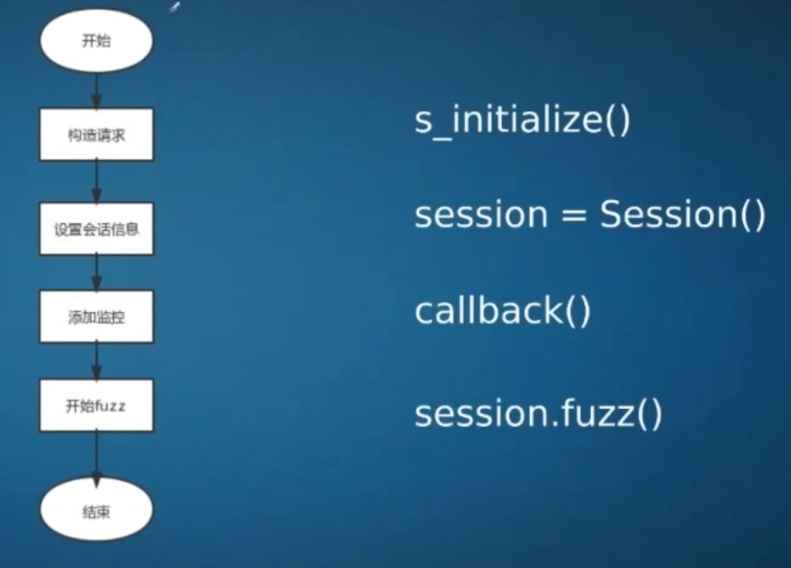 开始
构造请求
s_initialize()
设置会话信息
session = Session()
添加监控
callback()
开始fuzz
session.fuzz()
结束